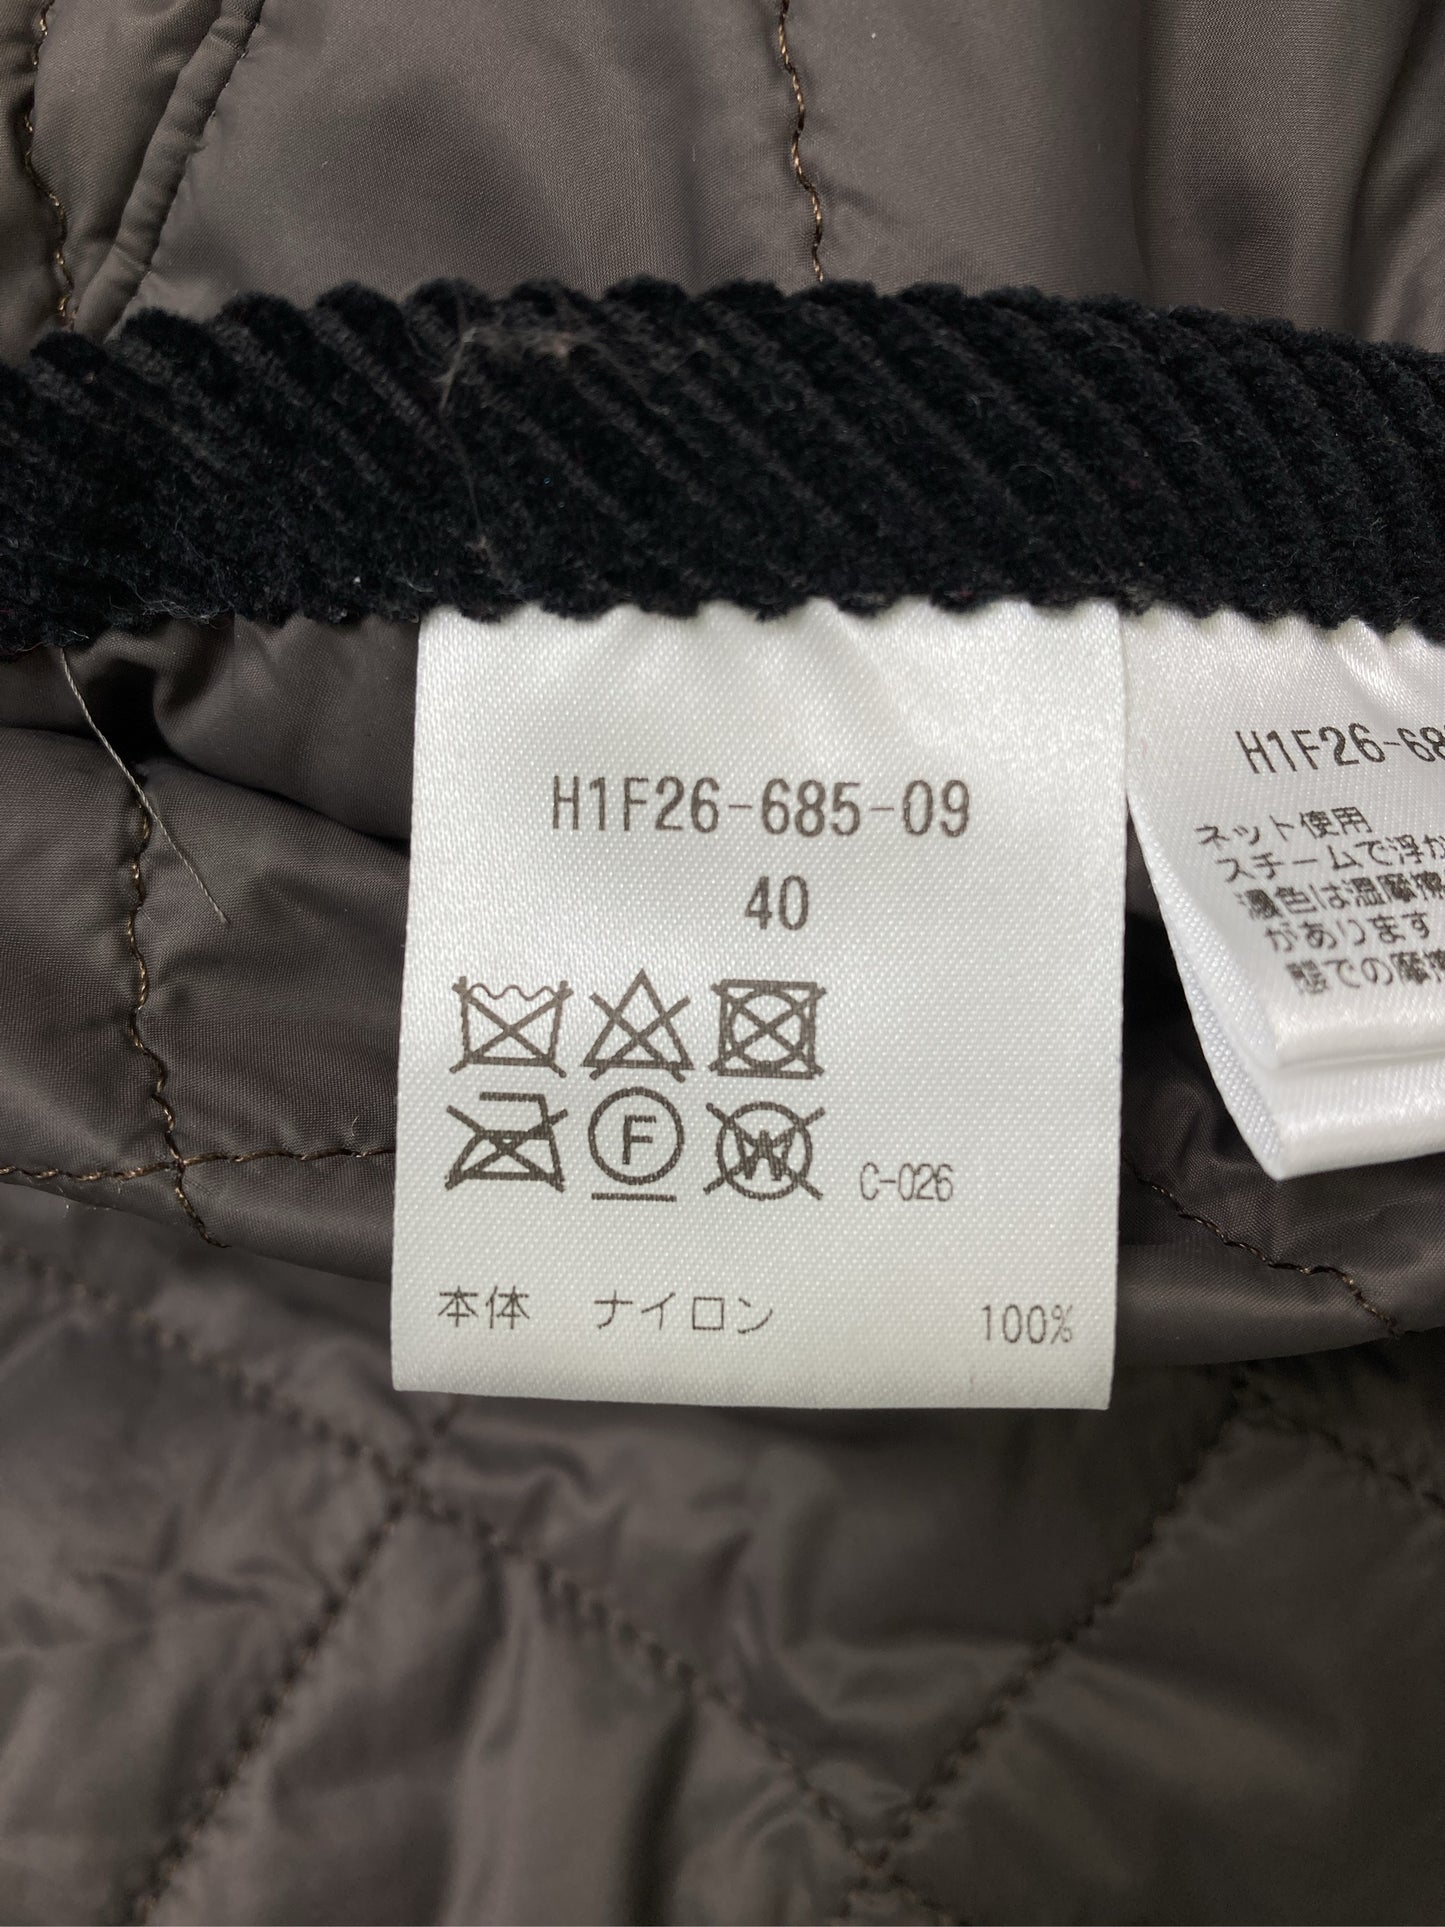 H1F26-685-09
40
F
W
C-026
本体 ナイロン 100%
H1F26-68
ネット使用
スチームで浮か
濃色は温摩擦
があります
態での摩擦